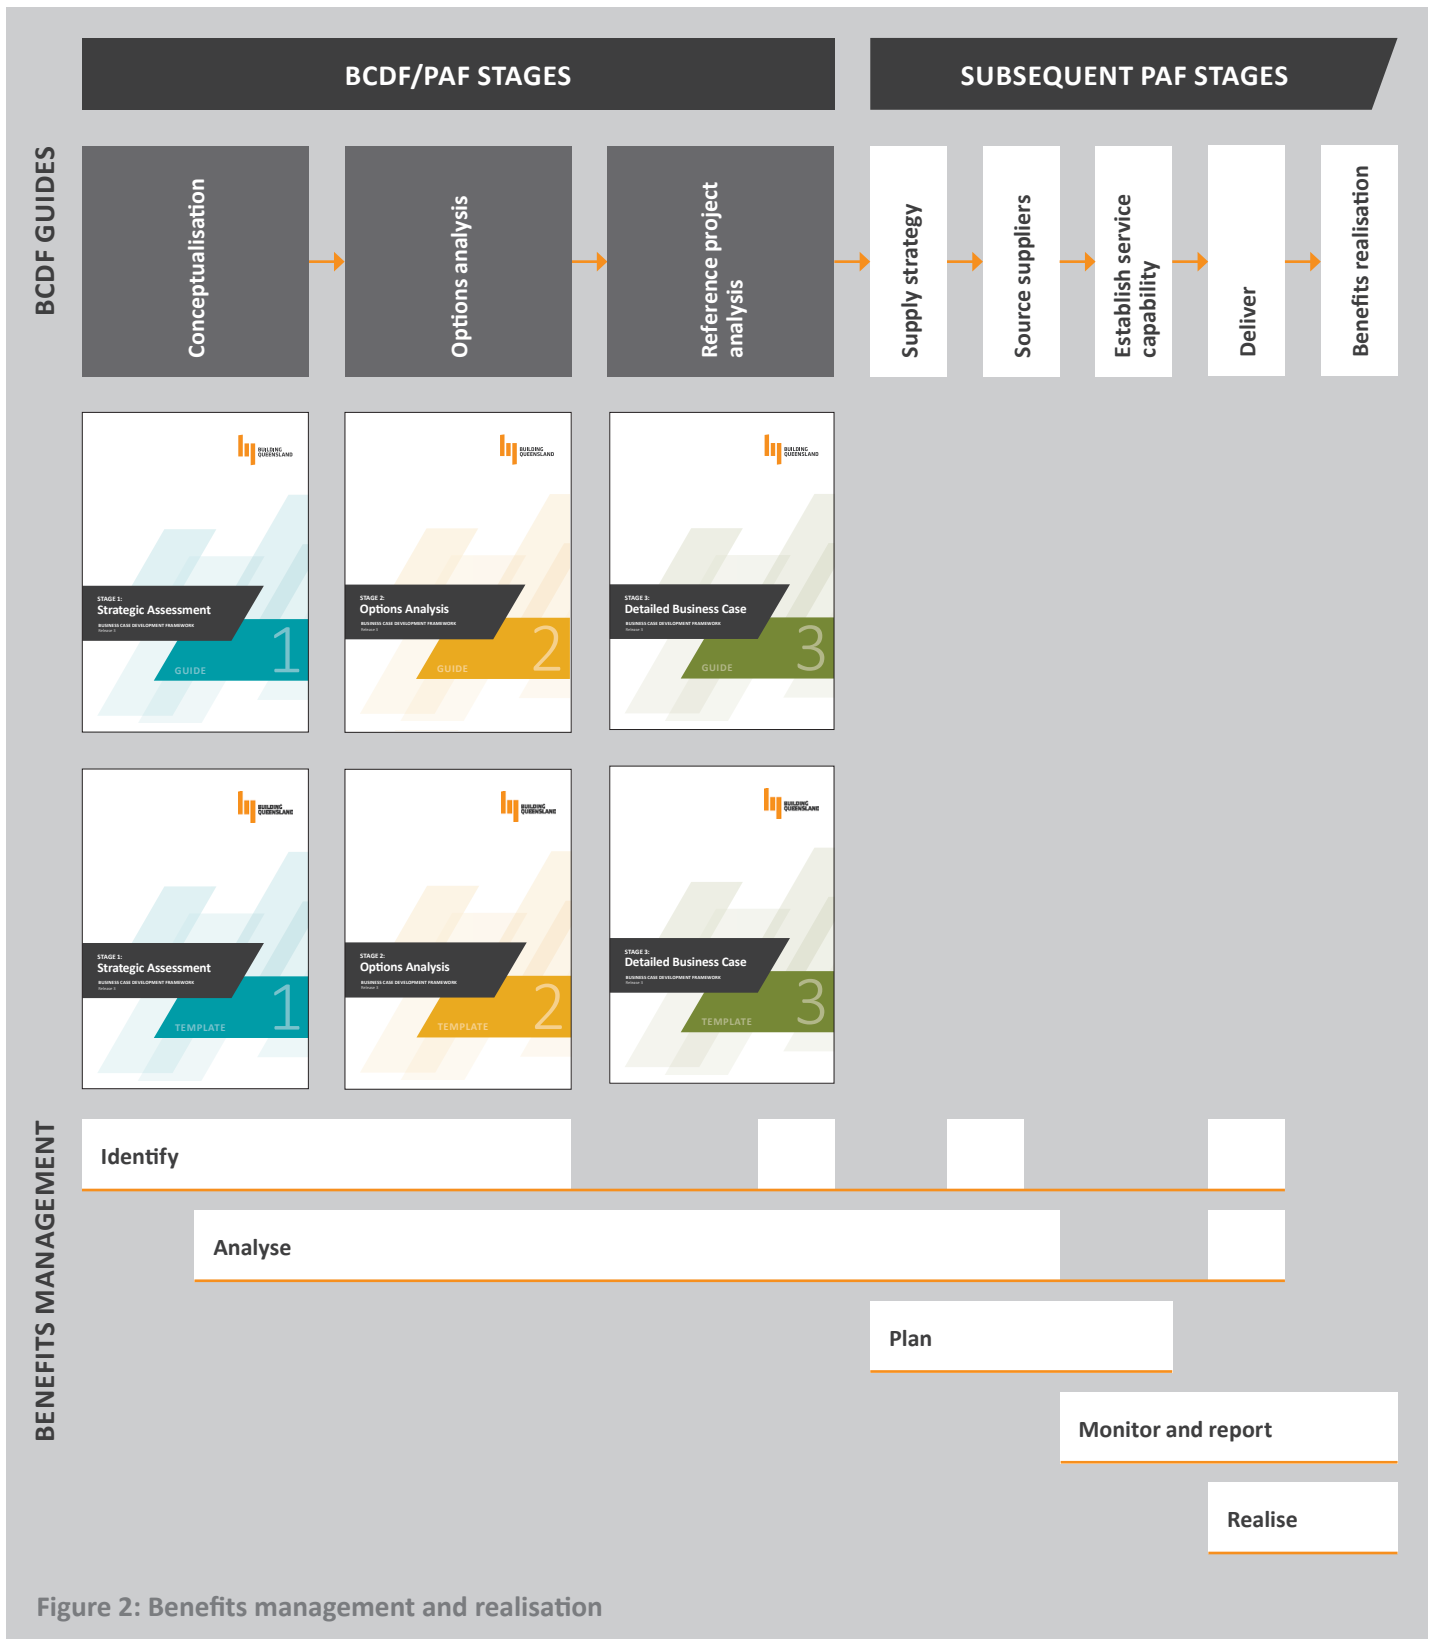 BCDF/PAF STAGES
SUBSEQUENT PAF STAGES
BCDF GUIDES
Conceptualisation
Options analysis
Reference project
analysis
Supply strategy
Source suppliers
Establish service
capability
Deliver
Benefits realisation
BUILDING
QUEENSLAND
STAGE 1:
Strategic Assessment
BUSINESS CASE DEVELOPMENT FRAMEWORK
GUIDE
1
BUILDING
QUEENSLAND
STAGE 2:
Options Analysis
BUSINESS CASE DEVELOPMENT FRAMEWORK
GUIDE
2
BUILDING
QUEENSLAND
STAGE 3:
Detailed Business Case
BUSINESS CASE DEVELOPMENT FRAMEWORK
GUIDE
3
BUILDING
QUEENSLAND
STAGE 1:
Strategic Assessment
BUSINESS CASE DEVELOPMENT FRAMEWORK
TEMPLATE
1
BUILDING
QUEENSLAND
STAGE 2:
Options Analysis
BUSINESS CASE DEVELOPMENT FRAMEWORK
TEMPLATE
2
BUILDING
QUEENSLAND
STAGE 3:
Detailed Business Case
BUSINESS CASE DEVELOPMENT FRAMEWORK
TEMPLATE
3
BENEFITS MANAGEMENT
Identify
Analyse
Plan
Monitor and report
Realise
Figure 2: Benefits management and realisation